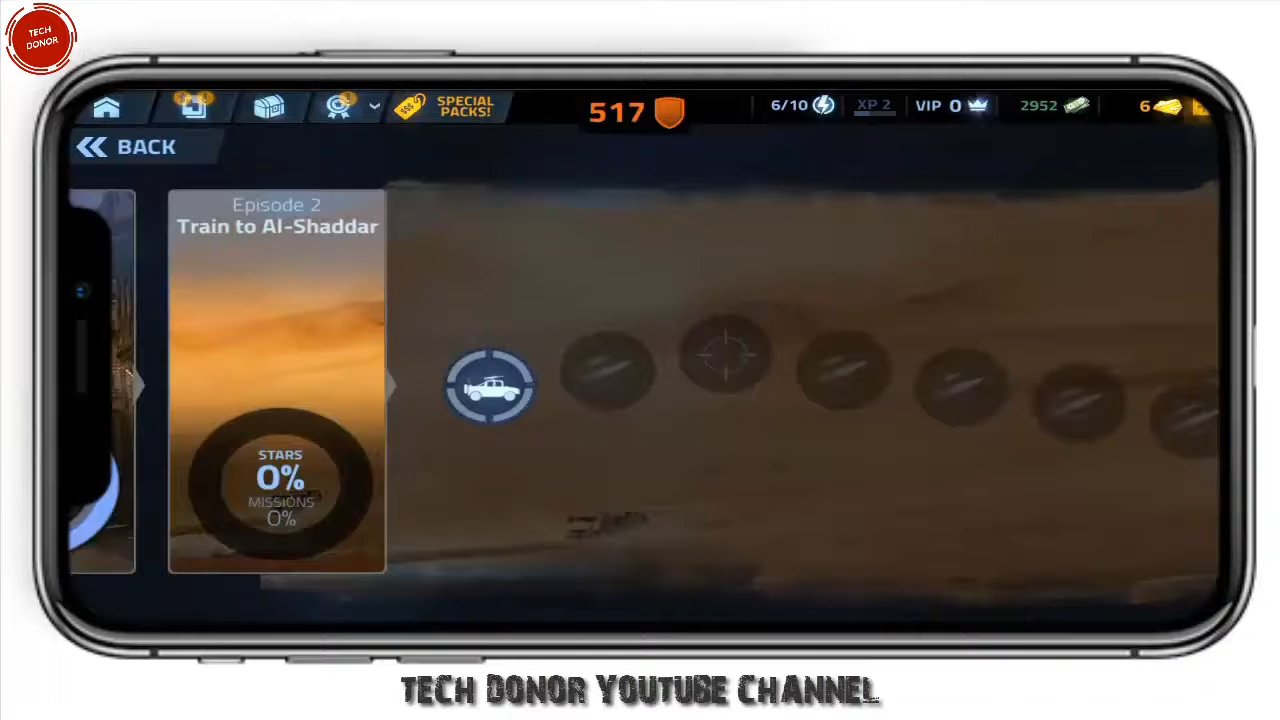 TECH
DONOR
SPECIAL
PACKS!
517
6/10
XP 2
VIP 0
2952
6
BACK
Episode 2
Train to Al-Shaddar
STARS
0%
MISSIONS
0%
TECH DONOR YOUTUBE CHANNEL